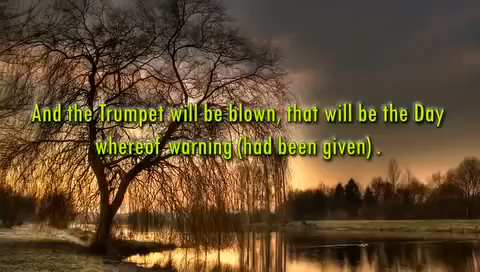 And the Trumpet will be blown, that will be the Day
whereof warning (had been given) .